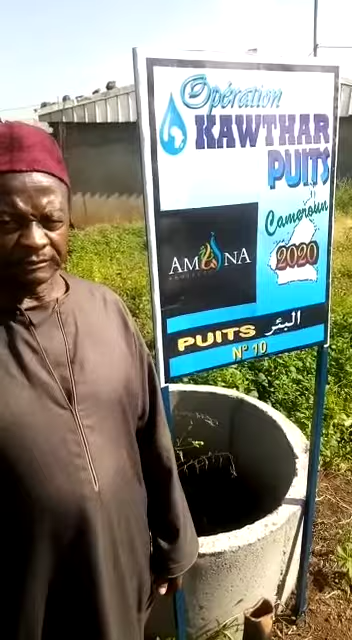 Opération
KAWTHAR
PUITS
Cameroun
2020
AMANA
PUITS البئر
N° 10